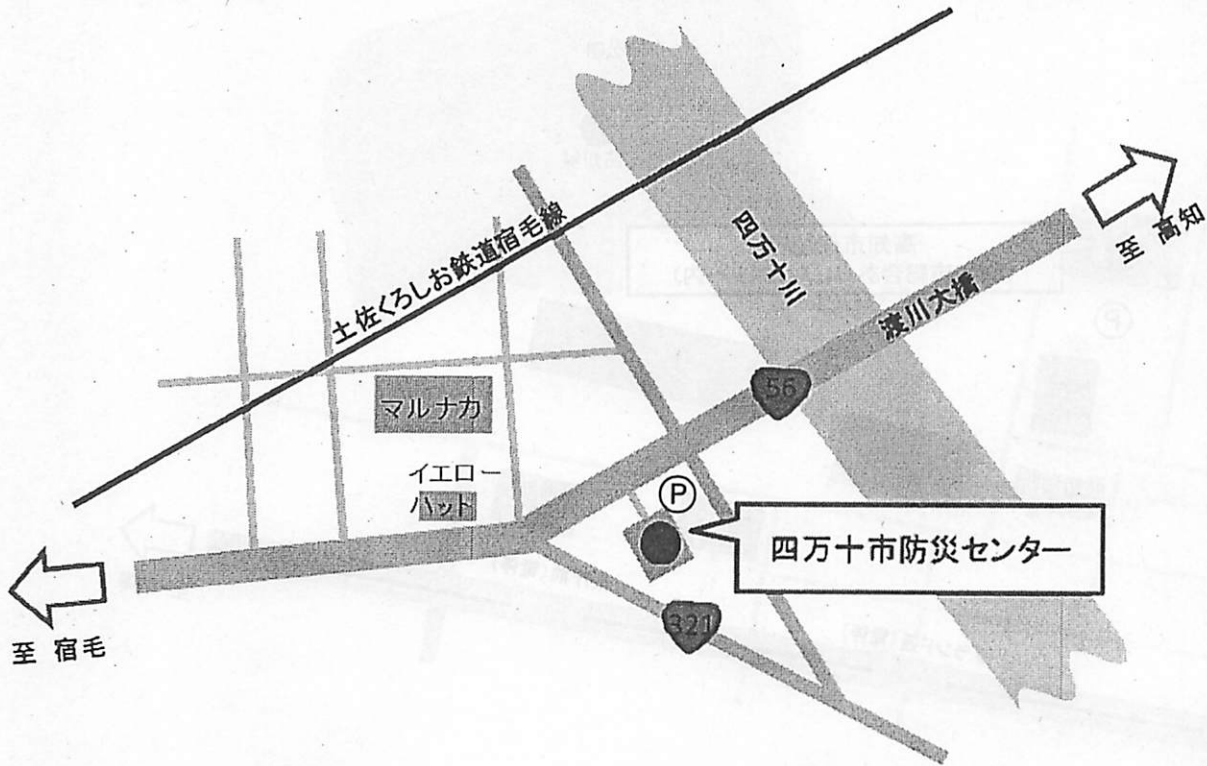 土佐くろしお鉄道宿毛線
四万十川
至 高知
渡川大橋
56
マルナカ
イエロー
ハット
P
四万十市防災センター
321
至 宿毛